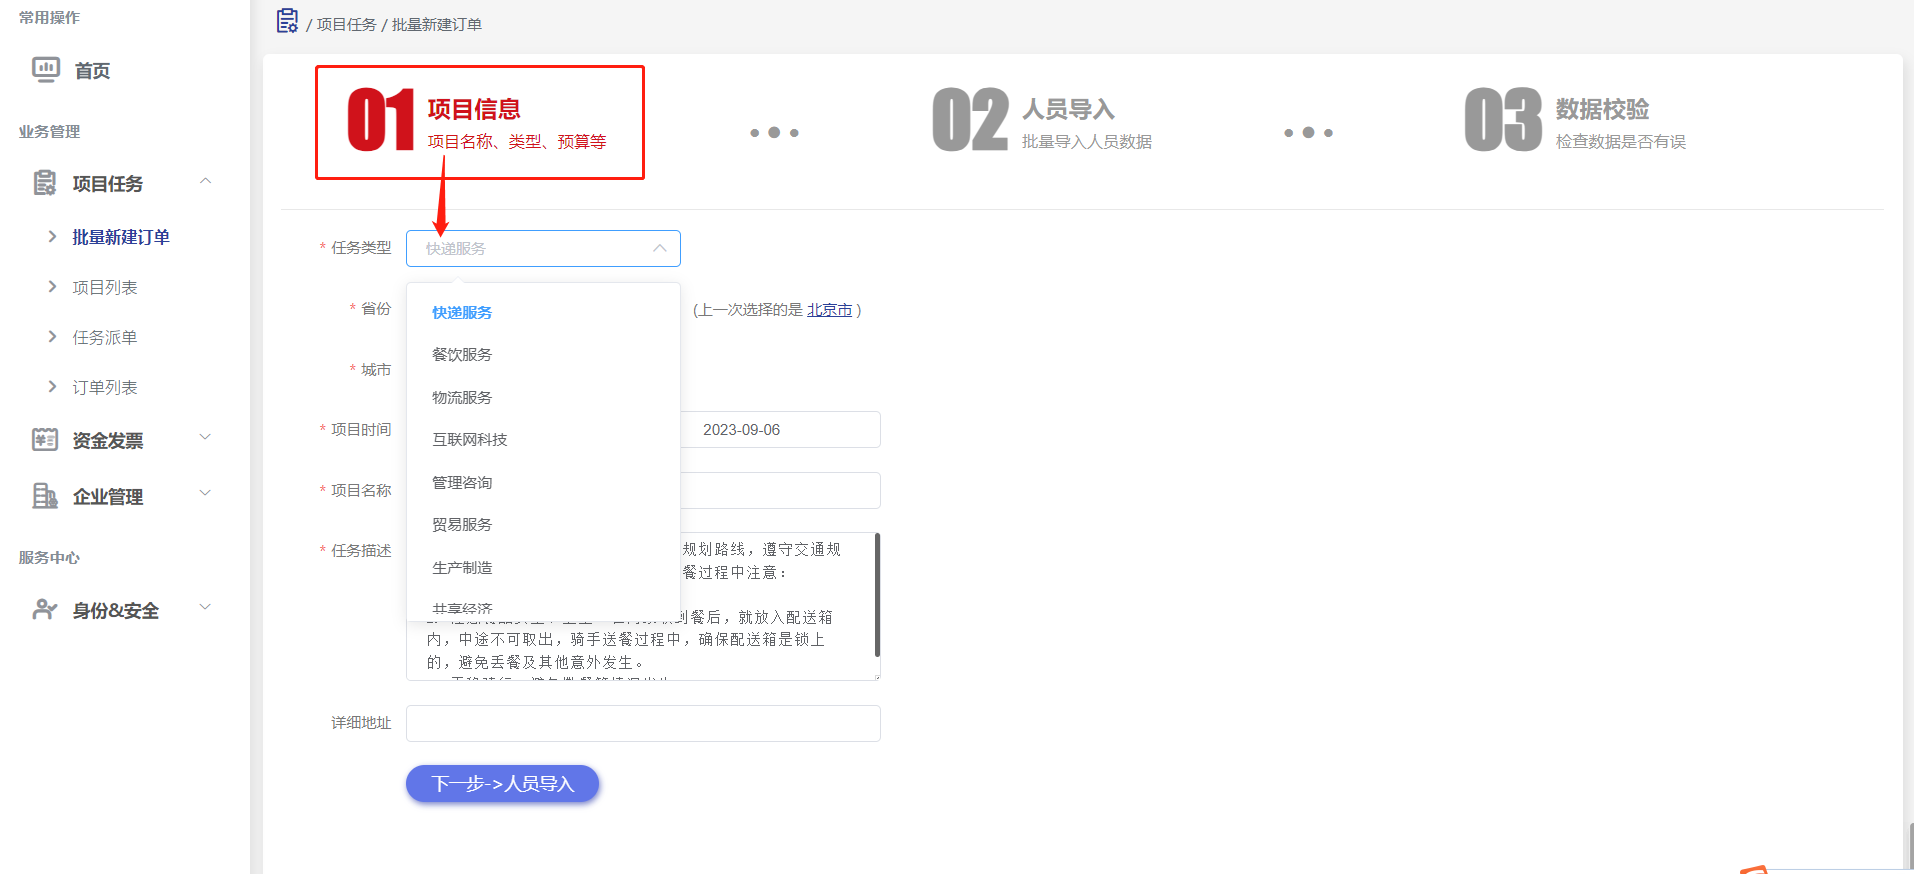 常用操作
首页
业务管理
项目任务
批量新建订单
项目列表
任务派单
订单列表
资金发票
企业管理
服务中心
身份&安全
/ 项目任务 / 批量新建订单
01 项目信息
项目名称、类型、预算等
02 人员导入
批量导入人员数据
03 数据校验
检查数据是否有误
* 任务类型 快递服务
快递服务
餐饮服务
物流服务
互联网科技
管理咨询
贸易服务
生产制造
共享经济
* 省份 (上一次选择的是 北京市 )
* 城市
* 项目时间 2023-09-06
* 项目名称
* 任务描述
规划路线，遵守交通规
餐过程中注意：
到餐后，就放入配送箱
内，中途不可取出，骑手送餐过程中，确保配送箱是锁上
的，避免丢餐及其他意外发生。
详细地址
下一步->人员导入